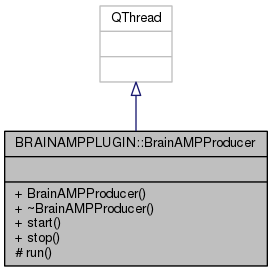 QThread
BRAINAMPPLUGIN::BrainAMPProducer
+ BrainAMPProducer()
+ ~BrainAMPProducer()
+ start()
+ stop()
# run()